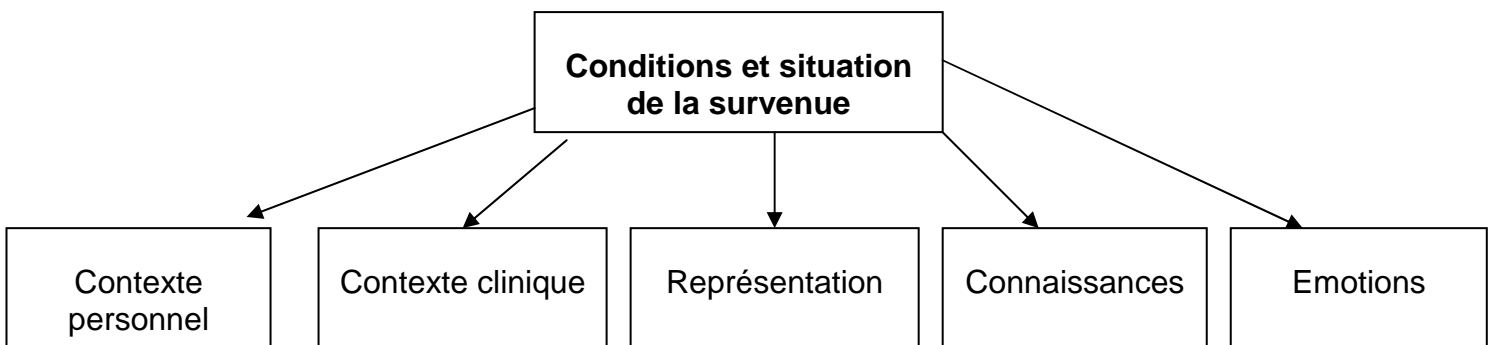 Conditions et situation
de la survenue
Contexte
personnel
Contexte clinique
Représentation
Connaissances
Emotions